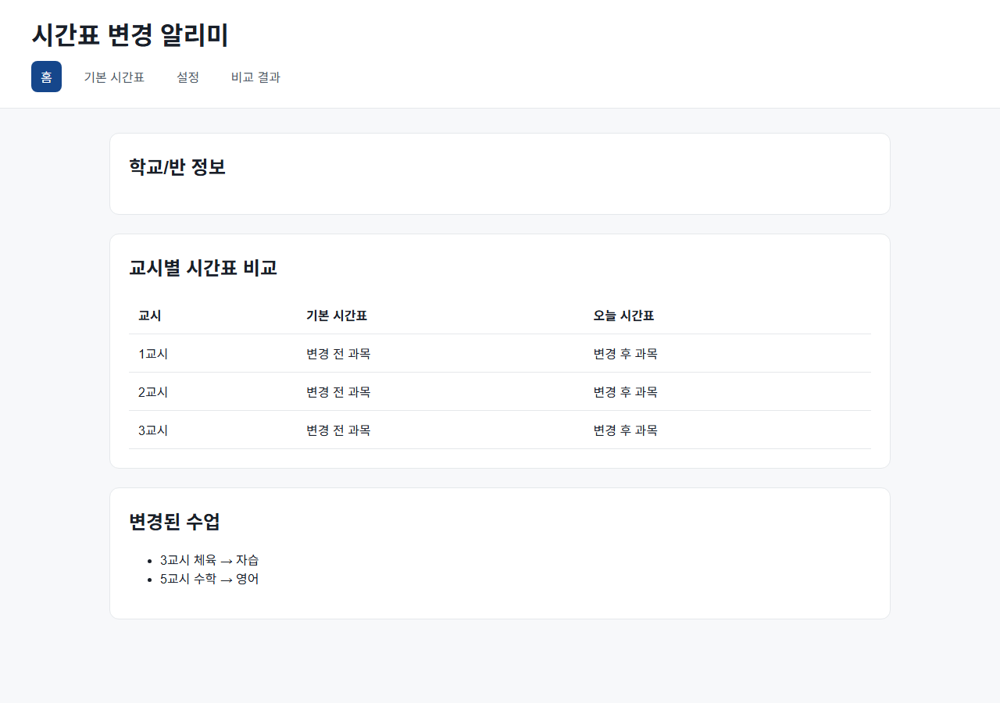 시간표 변경 알리미
홈 기본 시간표 설정 비교 결과
학교/반 정보
교시별 시간표 비교
교시 기본 시간표 오늘 시간표
1교시 변경 전 과목 변경 후 과목
2교시 변경 전 과목 변경 후 과목
3교시 변경 전 과목 변경 후 과목
변경된 수업
• 3교시 체육 → 자습
• 5교시 수학 → 영어